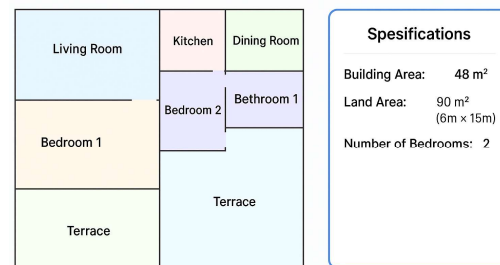 Living Room
Kitchen
Dining Room
Bedroom 2
Bethroom 1
Bedroom 1
Terrace
Terrace
Spesifications
Building Area: 48 m²
Land Area: 90 m²
(6m × 15m)
Number of Bedrooms: 2